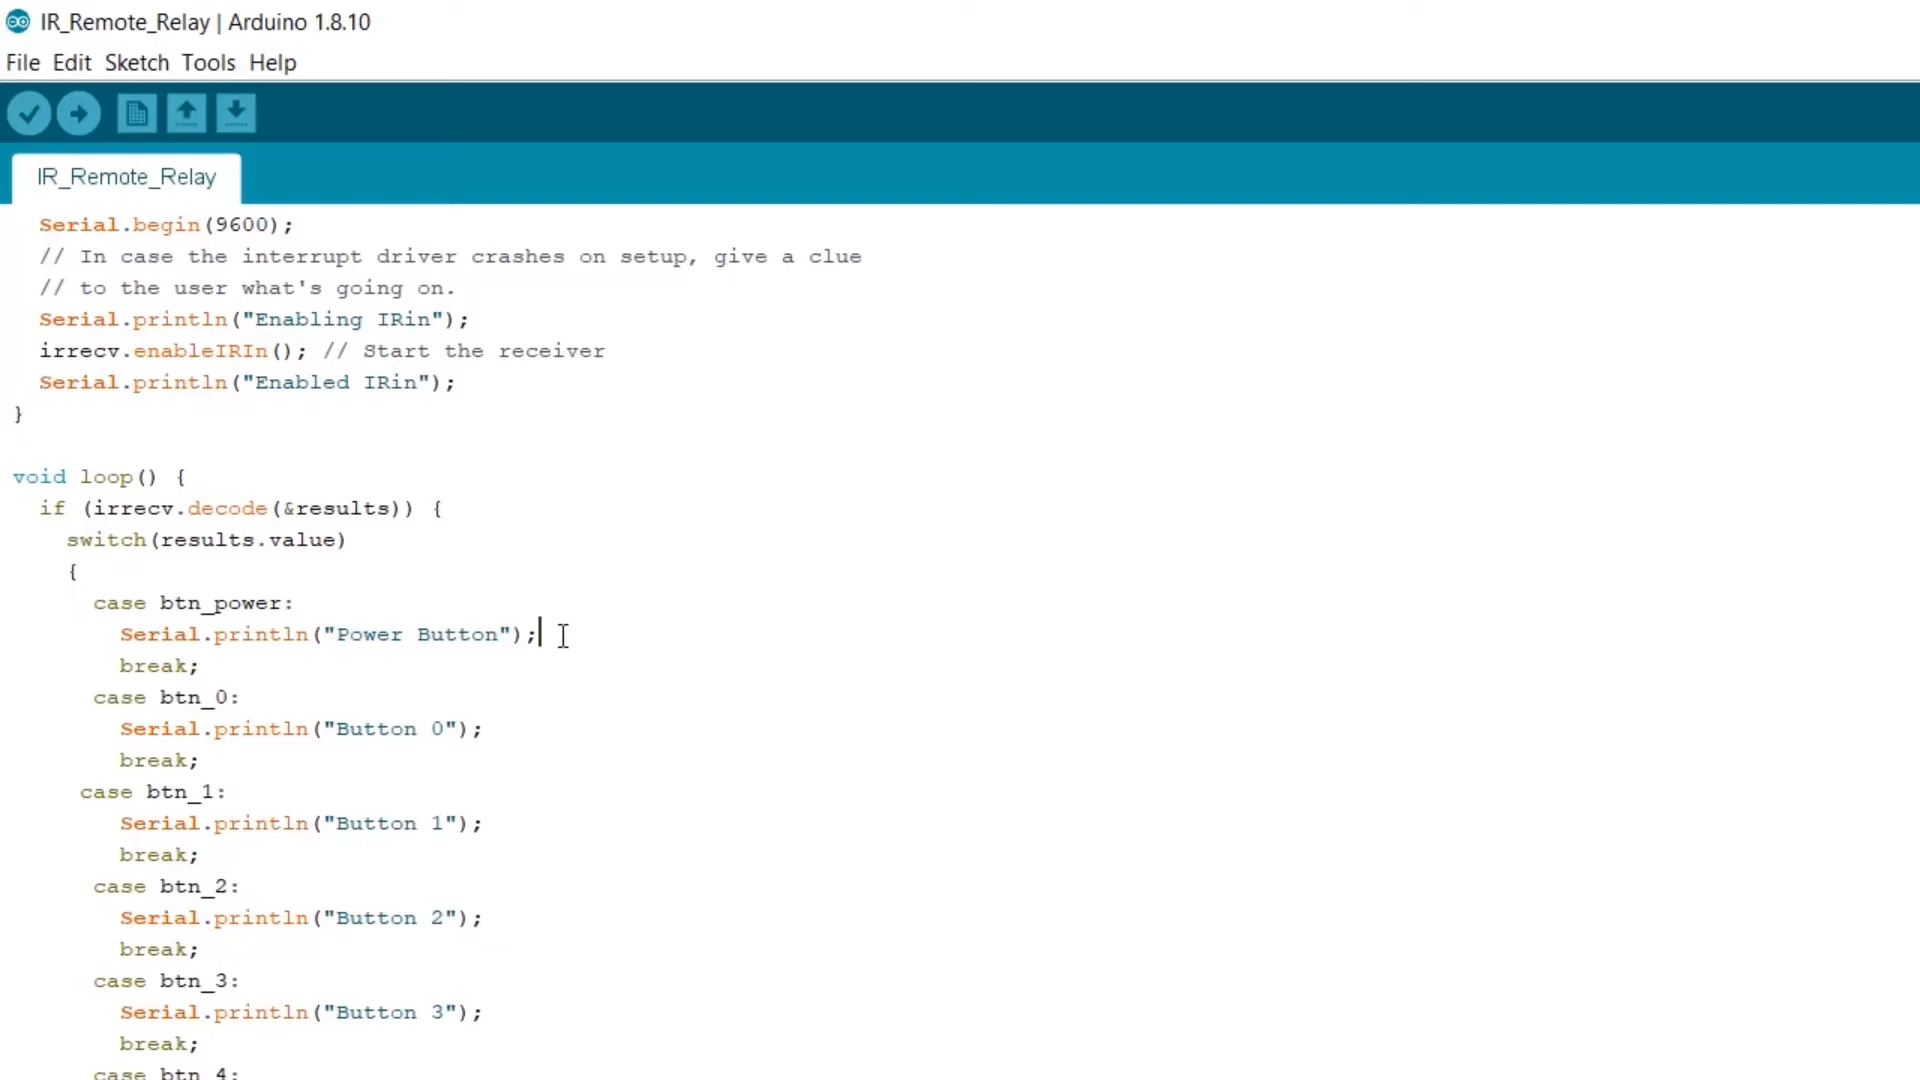 IR_Remote_Relay | Arduino 1.8.10
File Edit Sketch Tools Help
IR_Remote_Relay
Serial.begin(9600);
// In case the interrupt driver crashes on setup, give a clue
// to the user what's going on.
Serial.println("Enabling IRin");
irrecv.enableIRIn(); // Start the receiver
Serial.println("Enabled IRin");
}
void loop() {
if (irrecv.decode(&results)) {
switch(results.value)
{
case btn_power:
Serial.println("Power Button");
break;
case btn_0:
Serial.println("Button 0");
break;
case btn_1:
Serial.println("Button 1");
break;
case btn_2:
Serial.println("Button 2");
break;
case btn_3:
Serial.println("Button 3");
break;
case btn_4: